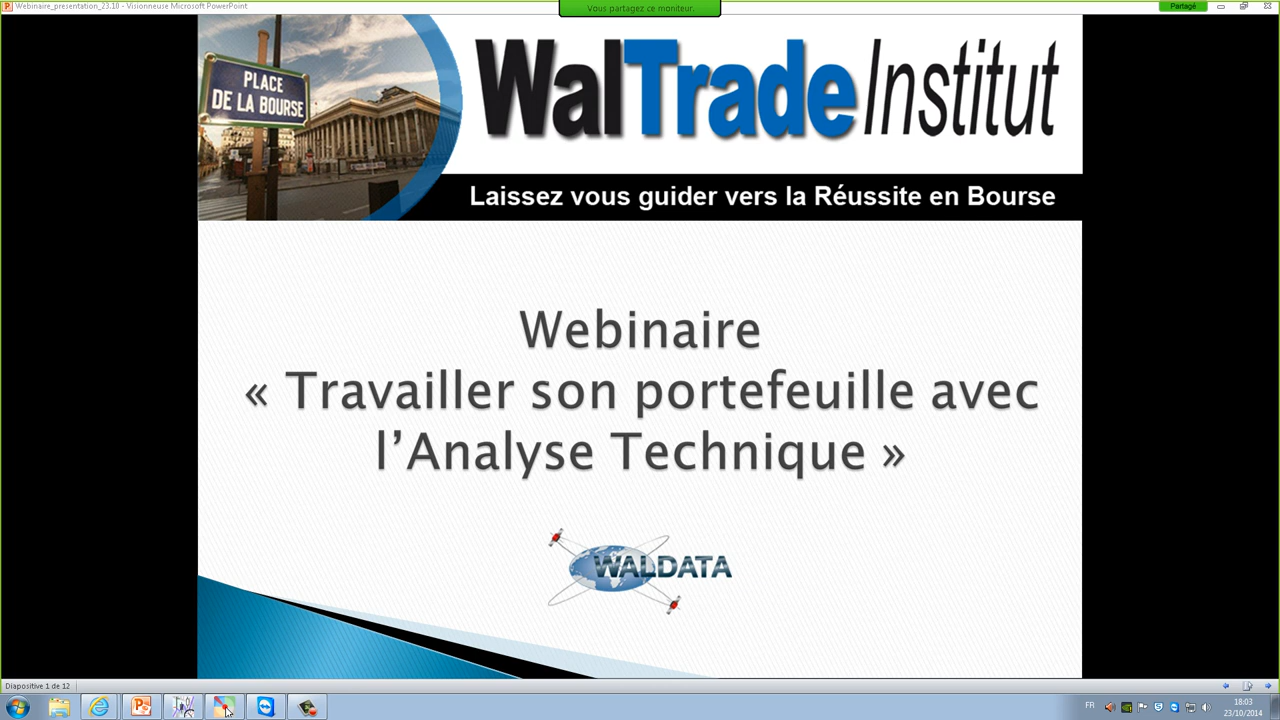 Webinaire_presentation_23.10 - Visionneuse Microsoft PowerPoint
Vous partagez ce moniteur.
Partagé
PLACE
DE LA BOURSE
WalTradeInstitut
Laissez vous guider vers la Réussite en Bourse
Webinaire
« Travailler son portefeuille avec
l’Analyse Technique »
WALDATA
Diapositive 1 de 12
FR
18:03
23/10/2014